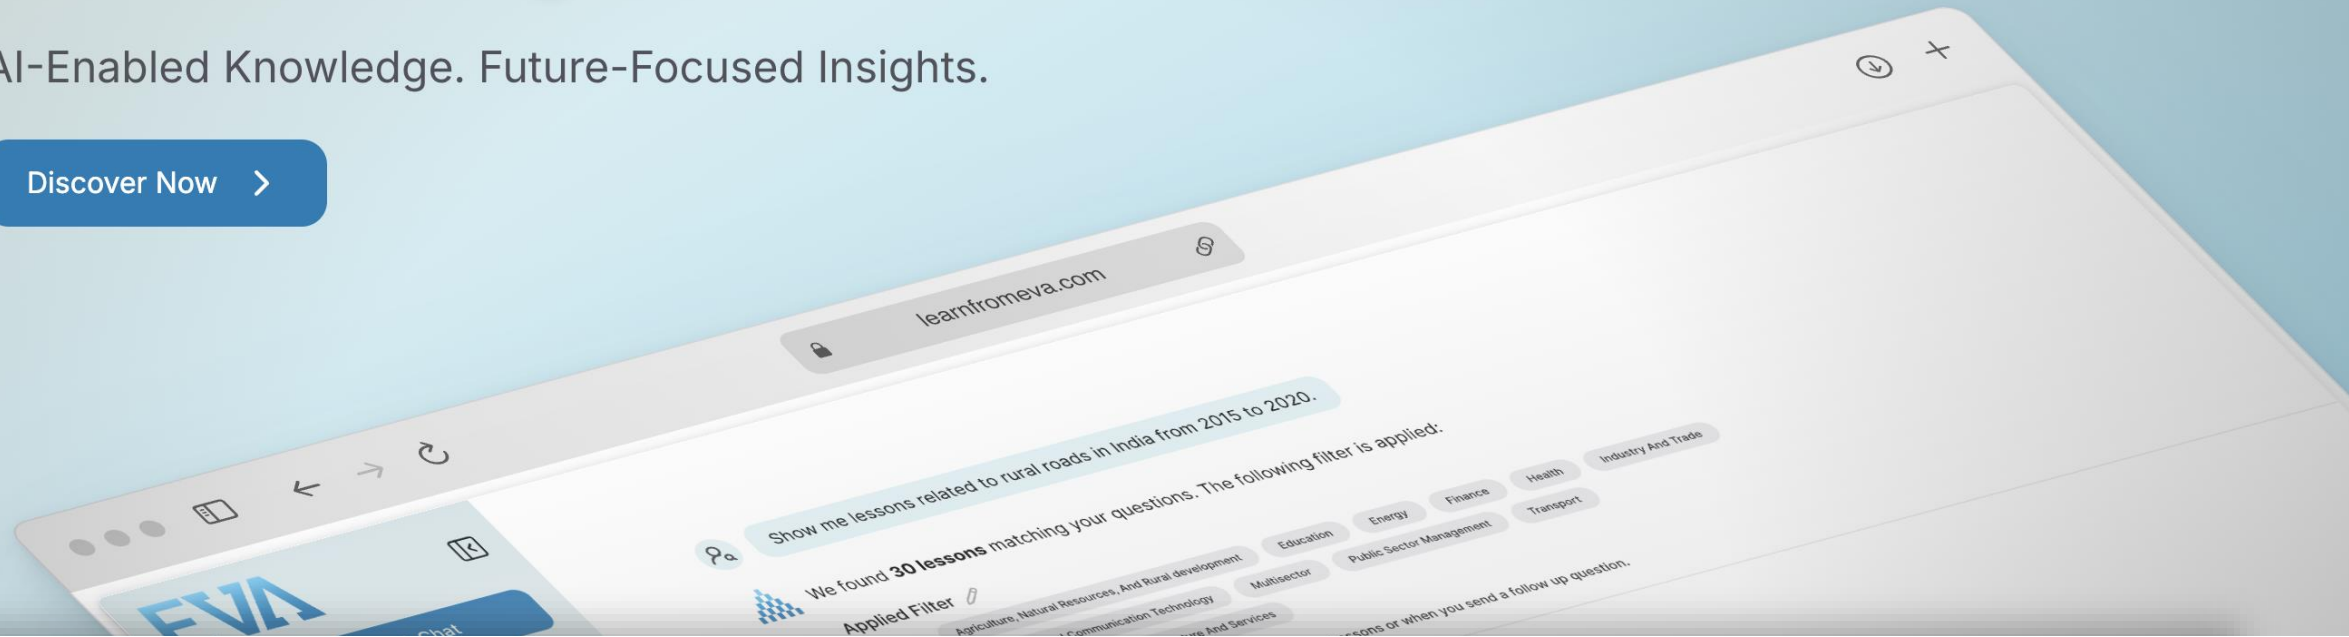 AI-Enabled Knowledge. Future-Focused Insights.
Discover Now
learnfromeva.com
Show me lessons related to rural roads in India from 2015 to 2020.
We found 30 lessons matching your questions. The following filter is applied:
Applied Filter
Agriculture, Natural Resources, And Rural development Education Energy Finance Health Industry And Trade
Communication Technology Multisector Public Sector Management Transport
And Services
or when you send a follow up question.
EVA
Chat